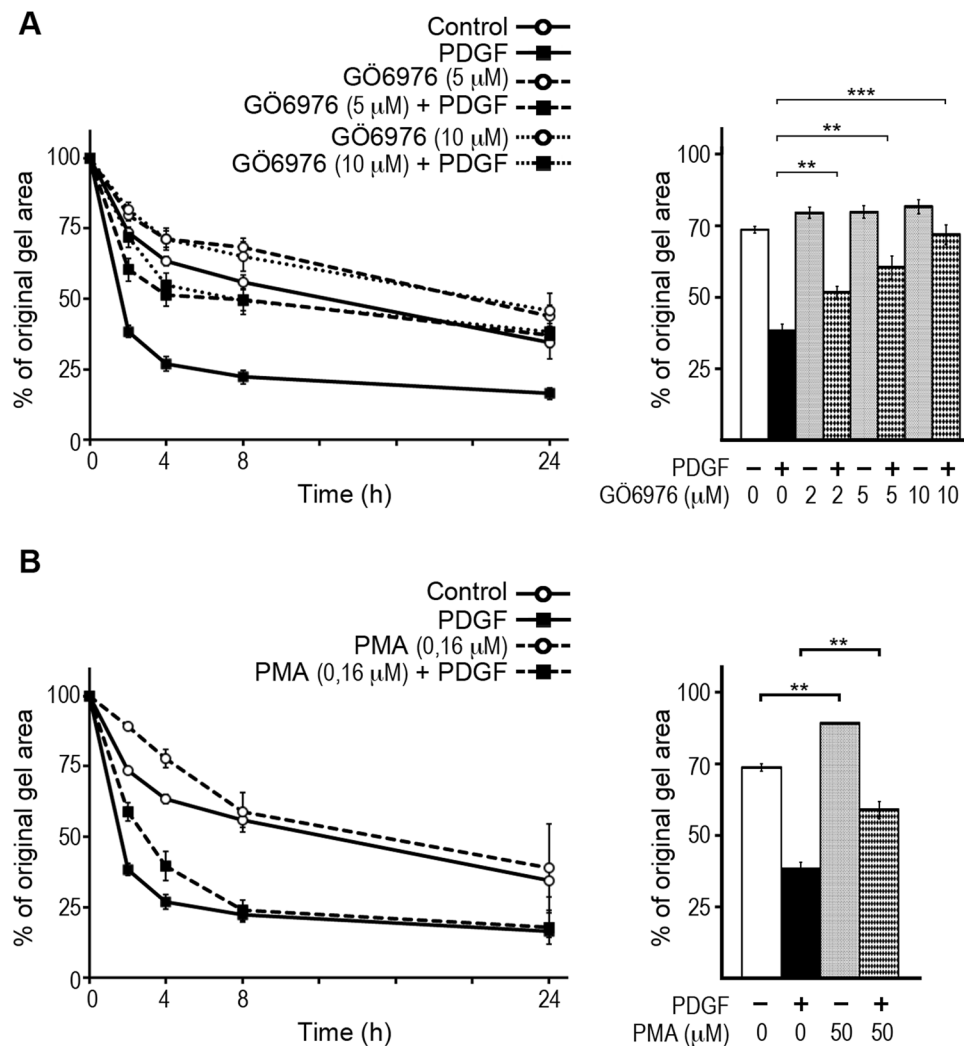 A
Control
PDGF
GÖ6976 (5 µM)
GÖ6976 (5 µM) + PDGF
GÖ6976 (10 µM)
GÖ6976 (10 µM) + PDGF
% of original gel area
100
75
50
25
0
0 4 8 24
Time (h)
% of original gel area
100
70
50
25
***
**
**
PDGF − + − + − + − +
GÖ6976 (µM) 0 0 2 2 5 5 10 10
B
Control
PDGF
PMA (0,16 µM)
PMA (0,16 µM) + PDGF
% of original gel area
100
75
50
25
0
0 4 8 24
Time (h)
% of original gel area
100
70
50
25
**
**
PDGF − + − +
PMA (µM) 0 0 50 50